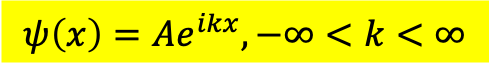 ψ(x) = Ae^{ikx}, −∞ < k < ∞